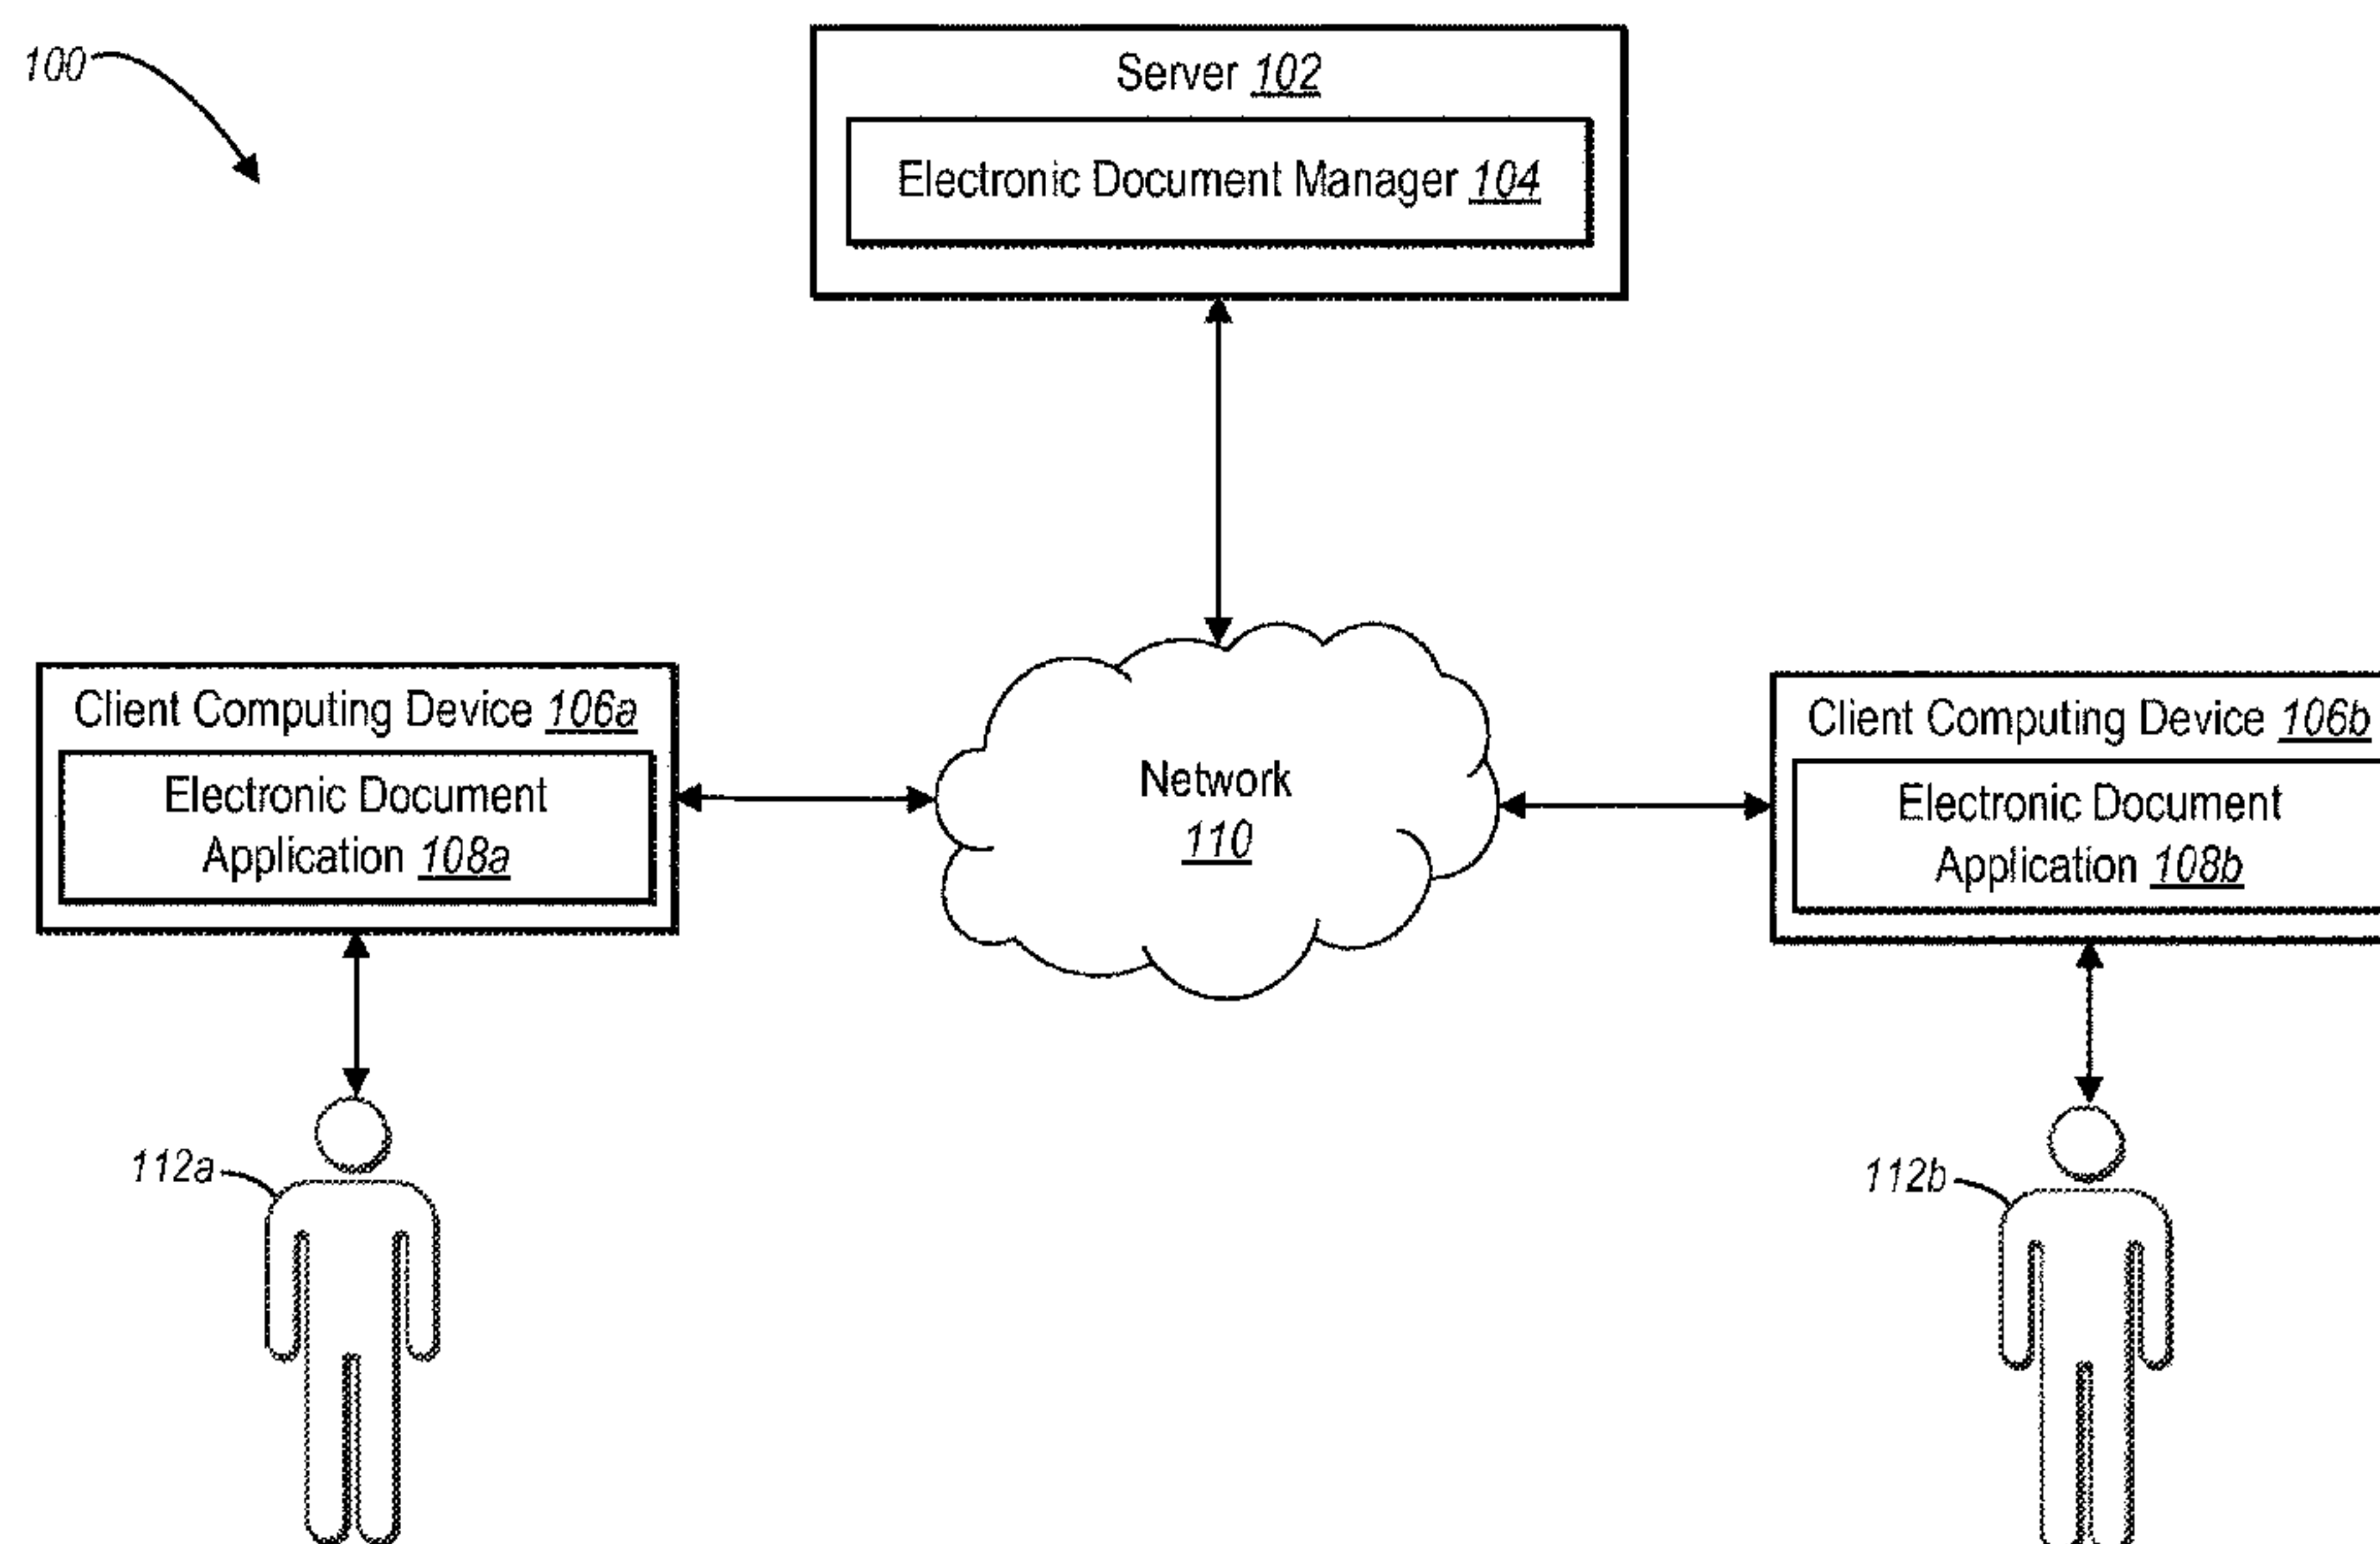 100
Server 102
Electronic Document Manager 104
Client Computing Device 106a
Electronic Document
Application 108a
Network
110
Client Computing Device 106b
Electronic Document
Application 108b
112a
112b